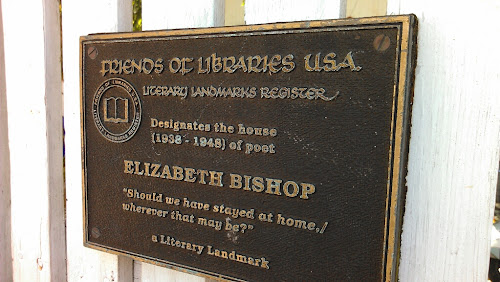 FRIENDS OF LIBRARIES U.S.A.
LITERARY LANDMARKS REGISTER
Designates the house
(1938 - 1948) of poet
ELIZABETH BISHOP
"Should we have stayed at home,/
wherever that may be?"
a Literary Landmark